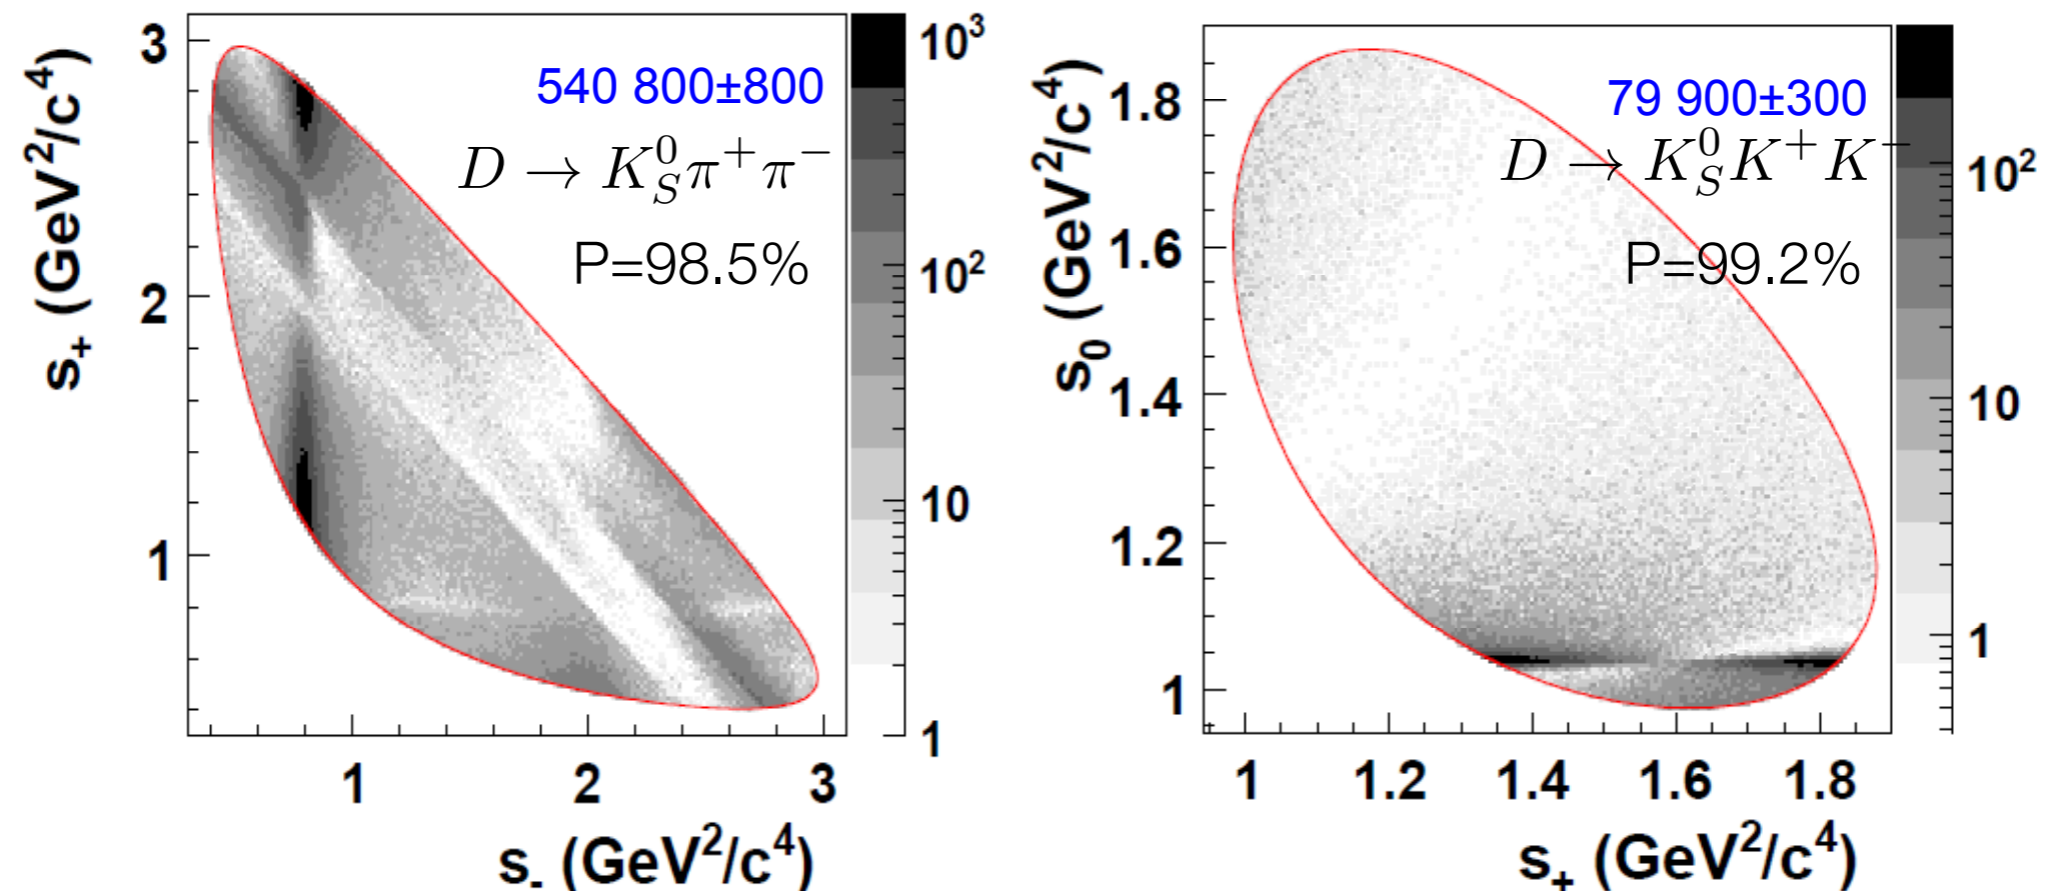 540 800±800
D → K⁰_S π⁺π⁻
P=98.5%
3
2
1
s₊ (GeV²/c⁴)
1 2 3
s₋ (GeV²/c⁴)
10³
10²
10
1
79 900±300
D → K⁰_S K⁺K⁻
P=99.2%
1.8
1.6
1.4
1.2
1
s₀ (GeV²/c⁴)
1 1.2 1.4 1.6 1.8
s₊ (GeV²/c⁴)
10²
10
1